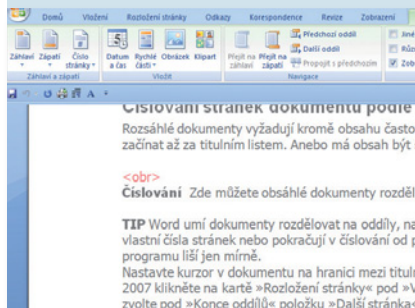 Domů Vložení Rozložení stránky Odkazy Korespondence Revize Zobrazení
Záhlaví Zápatí Číslo stránky
Datum a čas Rychlé části Obrázek Klipart
Přejít na záhlaví Přejít na zápatí
Předchozí oddíl
Další oddíl
Propojit s předchozím
Jiné
Různ
Zob
Záhlaví a zápatí Vložit Navigace
Číslování stránek dokumentu podle
Rozsáhlé dokumenty vyžadují kromě obsahu často
začínat až za titulním listem. Anebo má obsah být
<obr>
Číslování Zde můžete obsáhlé dokumenty rozděl
TIP Word umí dokumenty rozdělovat na oddíly, na
vlastní čísla stránek nebo pokračují v číslování od p
programu liší jen mírně.
Nastavte kurzor v dokumentu na hranici mezi tituln
2007 klikněte na kartě »Rozložení stránky« pod »V
zvolte pod »Konce oddílů« položku »Další stránka«